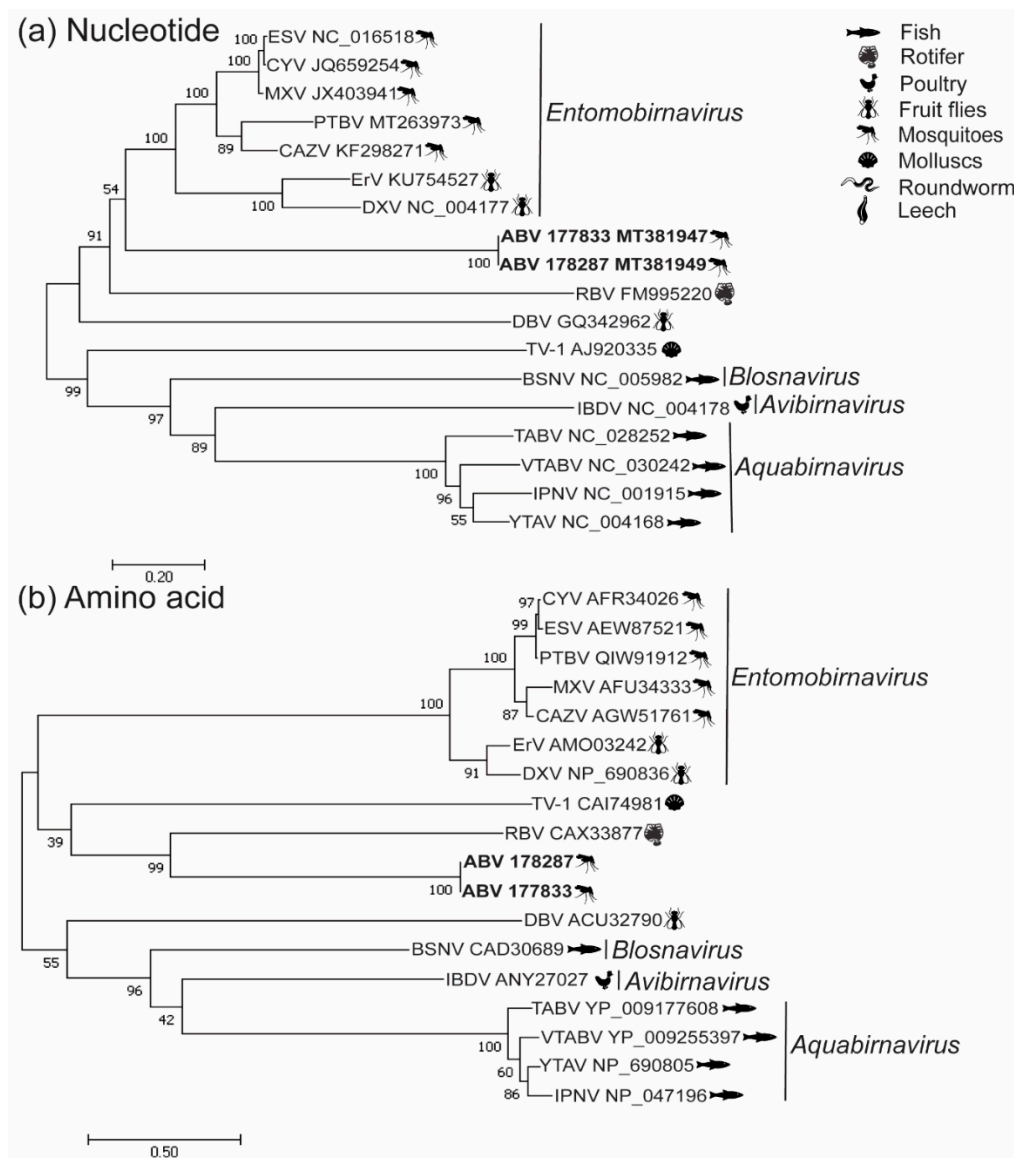 (a) Nucleotide
Fish
Rotifer
Poultry
Fruit flies
Mosquitoes
Molluscs
Roundworm
Leech
100
ESV NC_016518
100
CYV JQ659254
100
MXV JX403941
PTBV MT263973
89
CAZV KF298271
100
ErV KU754527
100
DXV NC_004177
Entomobirnavirus
54
ABV 177833 MT381947
100
ABV 178287 MT381949
91
RBV FM995220
DBV GQ342962
TV-1 AJ920335
99
BSNV NC_005982
Blosnavirus
97
IBDV NC_004178
Avibirnavirus
89
TABV NC_028252
100
VTABV NC_030242
96
IPNV NC_001915
55
YTAV NC_004168
Aquabirnavirus
0.20
(b) Amino acid
97
CYV AFR34026
99
ESV AEW87521
100
PTBV QIW91912
MXV AFU34333
87
CAZV AGW51761
100
ErV AMO03242
91
DXV NP_690836
Entomobirnavirus
TV-1 CAI74981
39
RBV CAX33877
99
ABV 178287
100
ABV 177833
DBV ACU32790
55
BSNV CAD30689
Blosnavirus
96
IBDV ANY27027
Avibirnavirus
42
TABV YP_009177608
100
VTABV YP_009255397
60
YTAV NP_690805
86
IPNV NP_047196
Aquabirnavirus
0.50